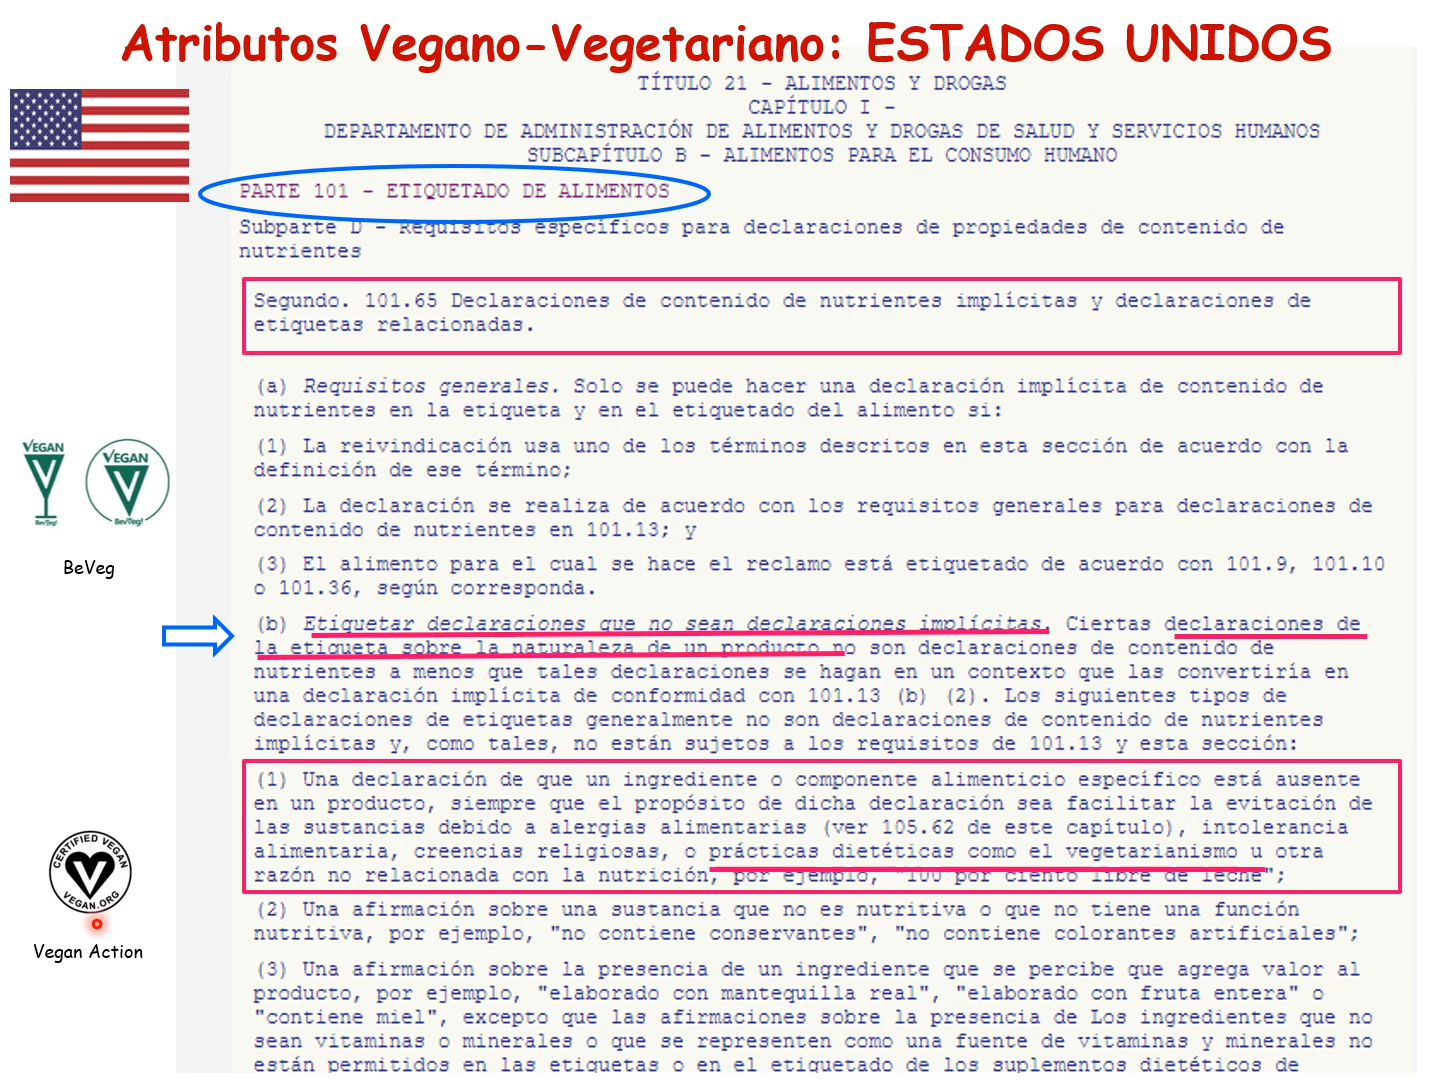 Atributos Vegano-Vegetariano: ESTADOS UNIDOS
TÍTULO 21 - ALIMENTOS Y DROGAS
CAPÍTULO I -
DEPARTAMENTO DE ADMINISTRACIÓN DE ALIMENTOS Y DROGAS DE SALUD Y SERVICIOS HUMANOS
SUBCAPÍTULO B - ALIMENTOS PARA EL CONSUMO HUMANO
PARTE 101 - ETIQUETADO DE ALIMENTOS
Subparte D - Requisitos específicos para declaraciones de propiedades de contenido de
nutrientes
Segundo. 101.65 Declaraciones de contenido de nutrientes implícitas y declaraciones de
etiquetas relacionadas.
(a) Requisitos generales. Solo se puede hacer una declaración implícita de contenido de
nutrientes en la etiqueta y en el etiquetado del alimento si:
(1) La reivindicación usa uno de los términos descritos en esta sección de acuerdo con la
definición de ese término;
(2) La declaración se realiza de acuerdo con los requisitos generales para declaraciones de
contenido de nutrientes en 101.13; y
(3) El alimento para el cual se hace el reclamo está etiquetado de acuerdo con 101.9, 101.10
o 101.36, según corresponda.
(b) Etiquetar declaraciones que no sean declaraciones implícitas. Ciertas declaraciones de
la etiqueta sobre la naturaleza de un producto no son declaraciones de contenido de
nutrientes a menos que tales declaraciones se hagan en un contexto que las convertiría en
una declaración implícita de conformidad con 101.13 (b) (2). Los siguientes tipos de
declaraciones de etiquetas generalmente no son declaraciones de contenido de nutrientes
implícitas y, como tales, no están sujetos a los requisitos de 101.13 y esta sección:
(1) Una declaración de que un ingrediente o componente alimenticio específico está ausente
en un producto, siempre que el propósito de dicha declaración sea facilitar la evitación de
las sustancias debido a alergias alimentarias (ver 105.62 de este capítulo), intolerancia
alimentaria, creencias religiosas, o prácticas dietéticas como el vegetarianismo u otra
razón no relacionada con la nutrición, por ejemplo, "100 por ciento libre de leche";
(2) Una afirmación sobre una sustancia que no es nutritiva o que no tiene una función
nutritiva, por ejemplo, "no contiene conservantes", "no contiene colorantes artificiales";
(3) Una afirmación sobre la presencia de un ingrediente que se percibe que agrega valor al
producto, por ejemplo, "elaborado con mantequilla real", "elaborado con fruta entera" o
"contiene miel", excepto que las afirmaciones sobre la presencia de Los ingredientes que no
sean vitaminas o minerales o que se representen como una fuente de vitaminas y minerales no
están permitidos en las etiquetas o en el etiquetado de los suplementos dietéticos de
VEGAN
BevVeg!
VEGAN
BevVeg!
BeVeg
CERTIFIED VEGAN
VEGAN.ORG
Vegan Action